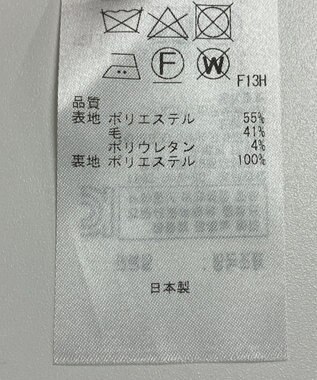 F
W
F13H
品質
表地 ポリエステル 55%
毛 41%
ポリウレタン 4%
裏地 ポリエステル 100%
日本製